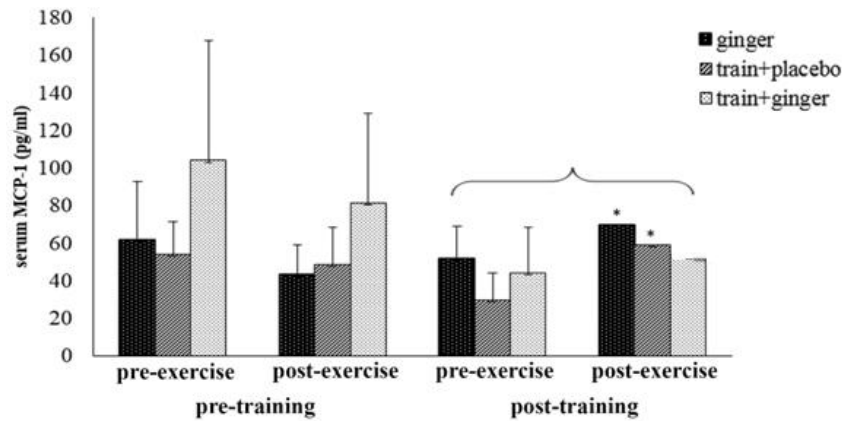 180
160
140
120
100
80
60
40
20
0
serum MCP-1 (pg/ml)
ginger
train+placebo
train+ginger
*
*
pre-exercise post-exercise pre-exercise post-exercise
pre-training post-training